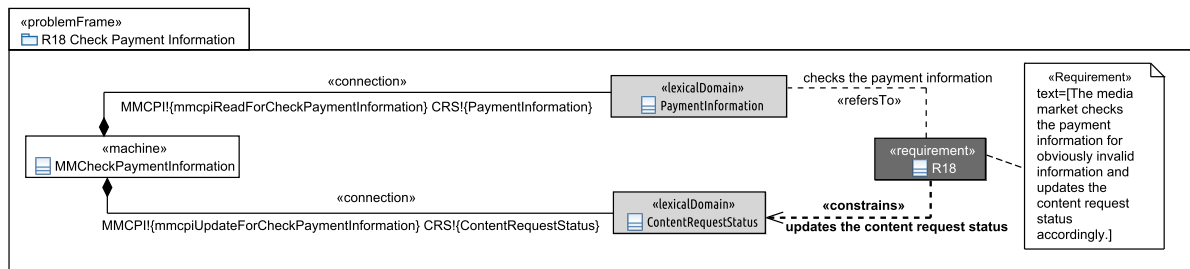 «problemFrame»
R18 Check Payment Information
«connection»
MMCPI!{mmcpiReadForCheckPaymentInformation} CRS!{PaymentInformation}
«lexicalDomain»
PaymentInformation
checks the payment information
«refersTo»
«machine»
MMCheckPaymentInformation
«requirement»
R18
«connection»
MMCPI!{mmcpiUpdateForCheckPaymentInformation} CRS!{ContentRequestStatus}
«lexicalDomain»
ContentRequestStatus
«constrains»
updates the content request status
«Requirement»
text=[The media
market checks
the payment
information for
obviously invalid
information and
updates the
content request
status
accordingly.]